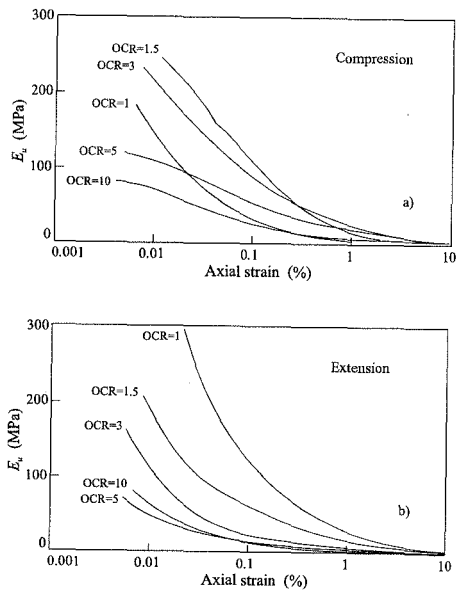 300
OCR=1.5
OCR=3
Compression
200
OCR=1
E_u (MPa)
OCR=5
100
OCR=10
a)
0
0.001
0.01
0.1
1
10
Axial strain (%)
300
OCR=1
Extension
OCR=1.5
200
OCR=3
E_u (MPa)
100
OCR=10
OCR=5
b)
0
0.001
0.01
0.1
1
10
Axial strain (%)